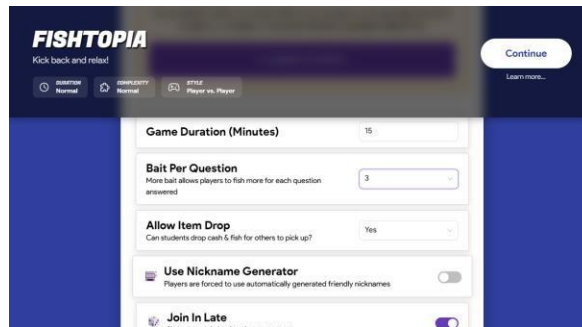 FISHTOPIA
Kick back and relax!
DURATION
Normal
COMPLEXITY
Normal
STYLE
Player vs. Player
Continue
Learn more...
Game Duration (Minutes)
15
Bait Per Question
More bait allows players to fish more for each question
answered
3
Allow Item Drop
Can students drop cash & fish for others to pick up?
Yes
Use Nickname Generator
Players are forced to use automatically generated friendly nicknames
Join In Late